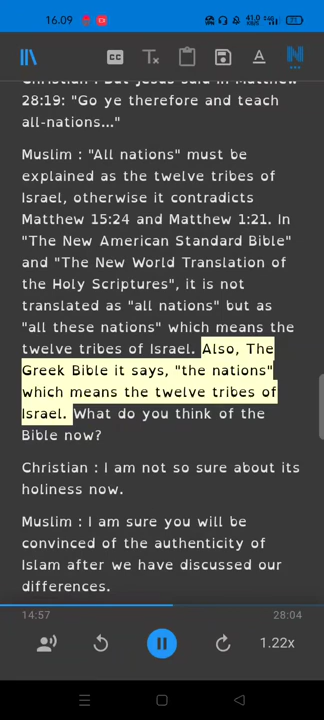 16.09
41.0
CC
A
N
Christian : But Jesus said in Matthew
28:19: "Go ye therefore and teach
all-nations..."
Muslim : "All nations" must be
explained as the twelve tribes of
Israel, otherwise it contradicts
Matthew 15:24 and Matthew 1:21. In
"The New American Standard Bible"
and "The New World Translation of
the Holy Scriptures", it is not
translated as "all nations" but as
"all these nations" which means the
twelve tribes of Israel. Also, The
Greek Bible it says, "the nations"
which means the twelve tribes of
Israel. What do you think of the
Bible now?
Christian : I am not so sure about its
holiness now.
Muslim : I am sure you will be
convinced of the authenticity of
Islam after we have discussed our
differences.
14:57
28:04
1.22x